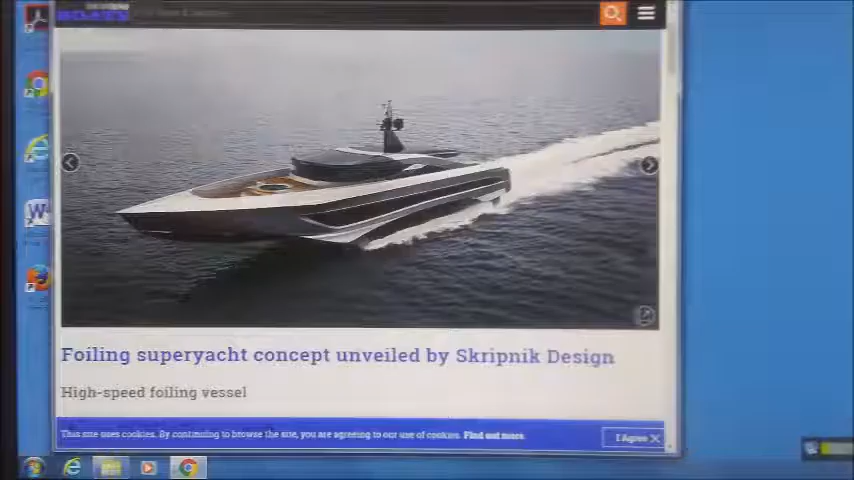 BOATS
Foiling superyacht concept unveiled by Skripnik Design
High-speed foiling vessel
This site uses cookies. By continuing to browse the site, you are agreeing to our use of cookies. Find out more
I Agree X
W